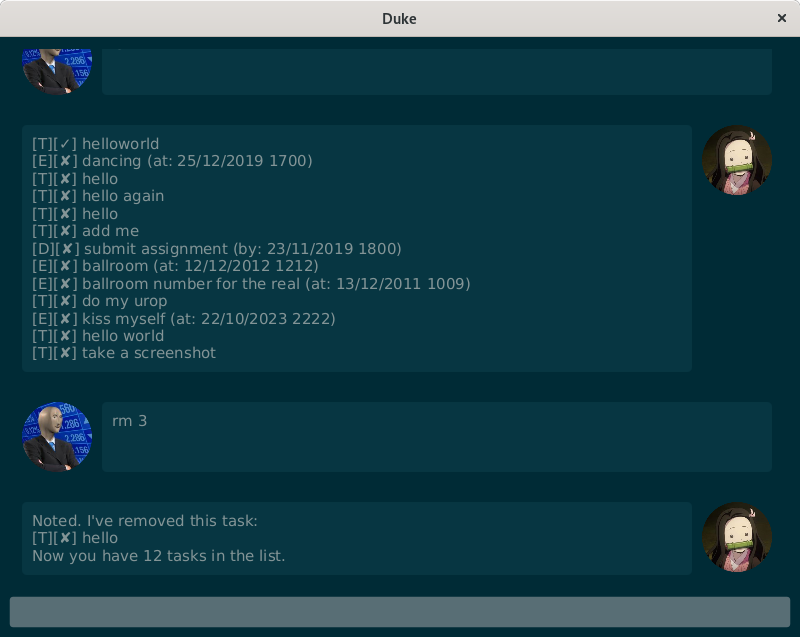 Duke
[T][✓] helloworld
[E][✘] dancing (at: 25/12/2019 1700)
[T][✘] hello
[T][✘] hello again
[T][✘] hello
[T][✘] add me
[D][✘] submit assignment (by: 23/11/2019 1800)
[E][✘] ballroom (at: 12/12/2012 1212)
[E][✘] ballroom number for the real (at: 13/12/2011 1009)
[T][✘] do my urop
[E][✘] kiss myself (at: 22/10/2023 2222)
[T][✘] hello world
[T][✘] take a screenshot
rm 3
Noted. I've removed this task:
[T][✘] hello
Now you have 12 tasks in the list.